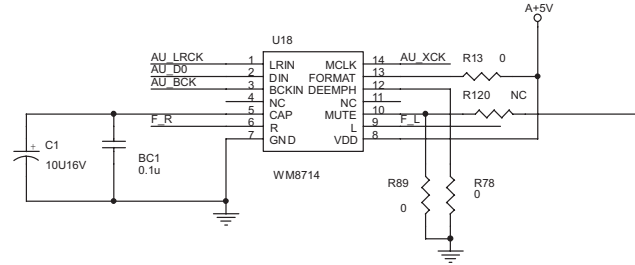 A+5V
U18
AU_LRCK 1 LRIN MCLK 14 AU_XCK
AU_D0 2 DIN FORMAT 13 R13 0
AU_BCK 3 BCKIN DEEMPH 12
4 NC NC 11 R120 NC
5 CAP MUTE 10
F_R 6 R L 9 F_L
7 GND VDD 8
+ C1
10U16V
BC1
0.1u
WM8714
R89
0
R78
0